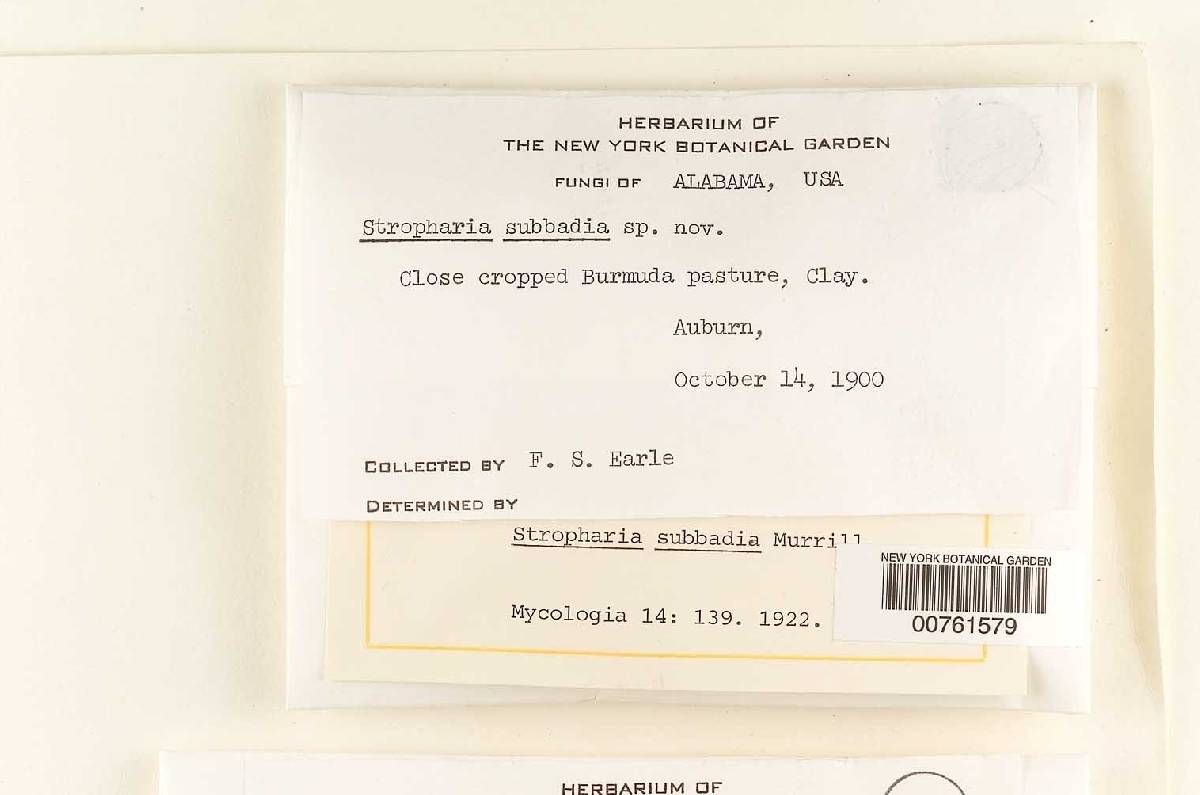 HERBARIUM OF
THE NEW YORK BOTANICAL GARDEN
FUNGI OF ALABAMA, USA
Stropharia subbadia sp. nov.
Close cropped Burmuda pasture, Clay.
Auburn,
October 14, 1900
COLLECTED BY F. S. Earle
DETERMINED BY
Stropharia subbadia Murrill
Mycologia 14: 139. 1922.
NEW YORK BOTANICAL GARDEN
00761579
HERBARIUM OF